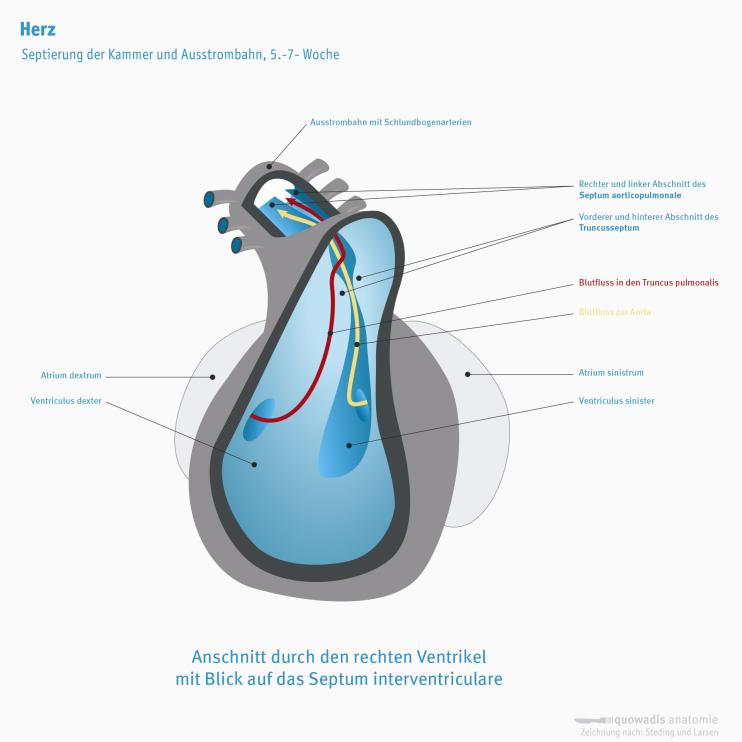 Herz
Septierung der Kammer und Ausstrombahn, 5.-7- Woche
Ausstrombahn mit Schlundbogenarterien
Rechter und linker Abschnitt des
Septum aorticopulmonale
Vorderer und hinterer Abschnitt des
Truncusseptum
Blutfluss in den Truncus pulmonalis
Blutfluss zur Aorta
Atrium dextrum
Atrium sinistrum
Ventriculus dexter
Ventriculus sinister
Anschnitt durch den rechten Ventrikel
mit Blick auf das Septum interventriculare
quowadis anatomie
Zeichnung nach: Steding und Larsen